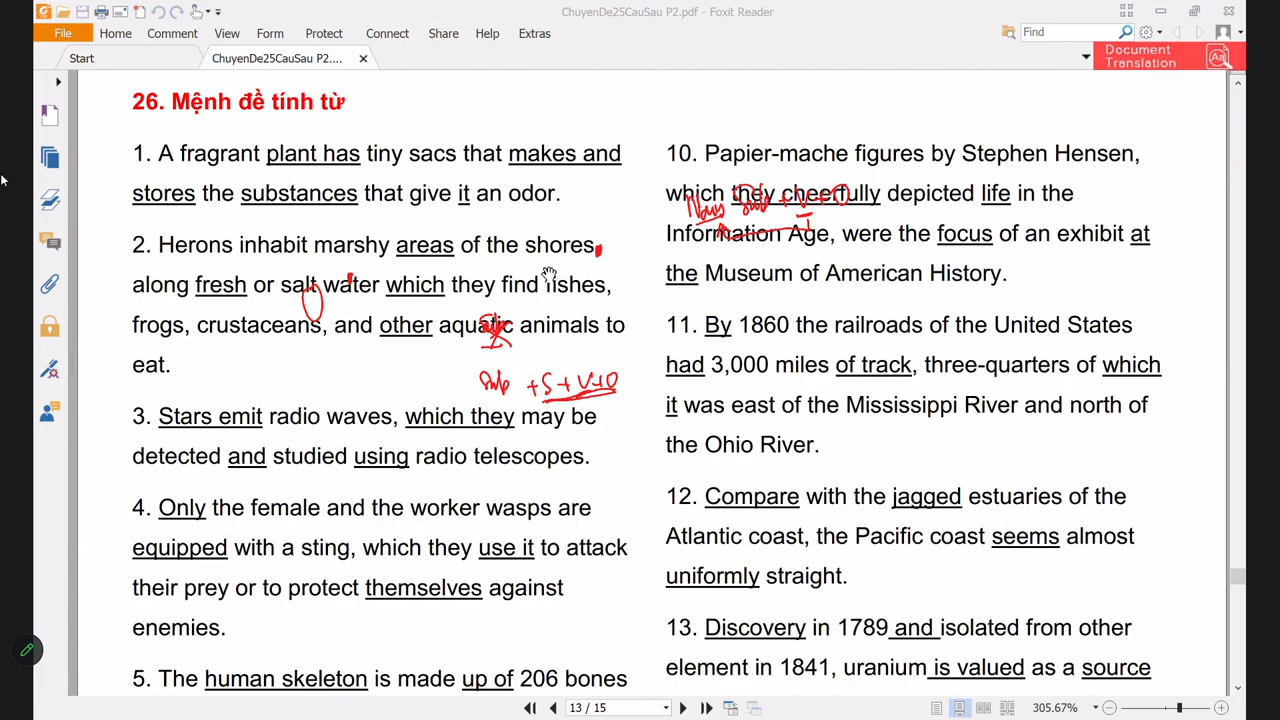 ChuyenDe25CauSau P2.pdf - Foxit Reader
File Home Comment View Form Protect Connect Share Help Extras
Find
Start
ChuyenDe25CauSau P2....
Document Translation
26. Mệnh đề tính từ
1. A fragrant plant has tiny sacs that makes and
stores the substances that give it an odor.
2. Herons inhabit marshy areas of the shores
along fresh or salt water which they find fishes,
frogs, crustaceans, and other aquatic animals to
eat.
Sub + S + V + O
3. Stars emit radio waves, which they may be
detected and studied using radio telescopes.
4. Only the female and the worker wasps are
equipped with a sting, which they use it to attack
their prey or to protect themselves against
enemies.
5. The human skeleton is made up of 206 bones
10. Papier-mache figures by Stephen Hensen,
which they cheerfully depicted life in the
Nous Sub + V + O
Information Age, were the focus of an exhibit at
the Museum of American History.
11. By 1860 the railroads of the United States
had 3,000 miles of track, three-quarters of which
it was east of the Mississippi River and north of
the Ohio River.
12. Compare with the jagged estuaries of the
Atlantic coast, the Pacific coast seems almost
uniformly straight.
13. Discovery in 1789 and isolated from other
element in 1841, uranium is valued as a source
13 / 15
305.67%